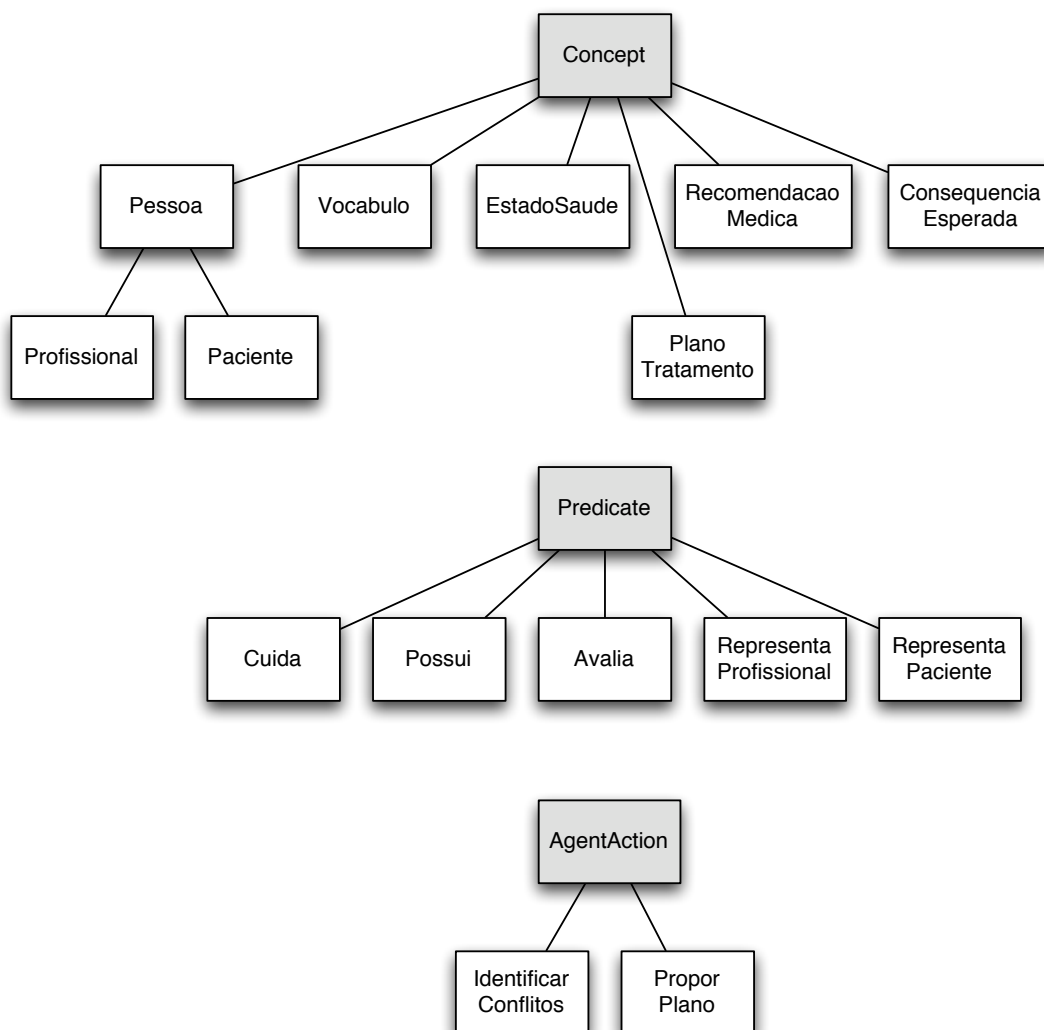 Concept
Pessoa
Vocabulo
EstadoSaude
Recomendacao
Medica
Consequencia
Esperada
Profissional
Paciente
Plano
Tratamento
Predicate
Cuida
Possui
Avalia
Representa
Profissional
Representa
Paciente
AgentAction
Identificar
Conflitos
Propor
Plano